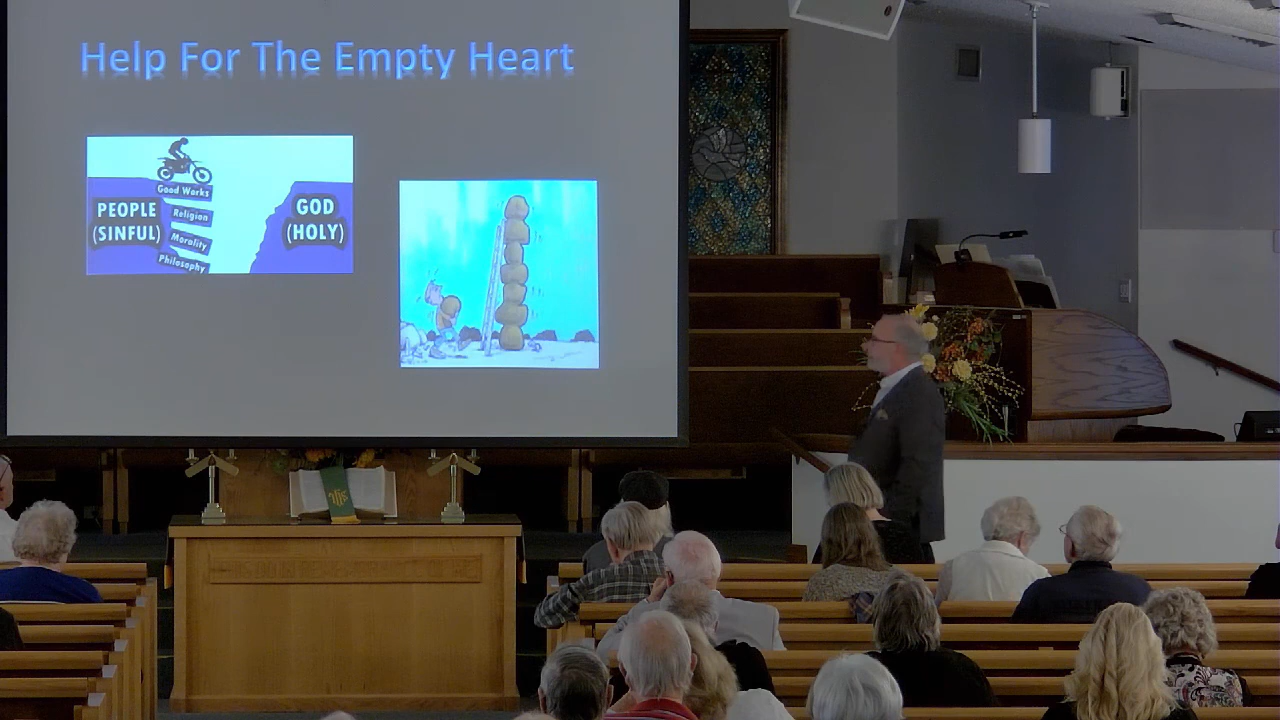 Help For The Empty Heart
Good Works
PEOPLE
(SINFUL)
Religion
Morality
Philosophy
GOD
(HOLY)